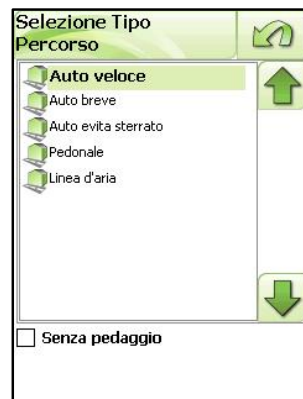 Selezione Tipo
Percorso
Auto veloce
Auto breve
Auto evita sterrato
Pedonale
Linea d'aria
Senza pedaggio